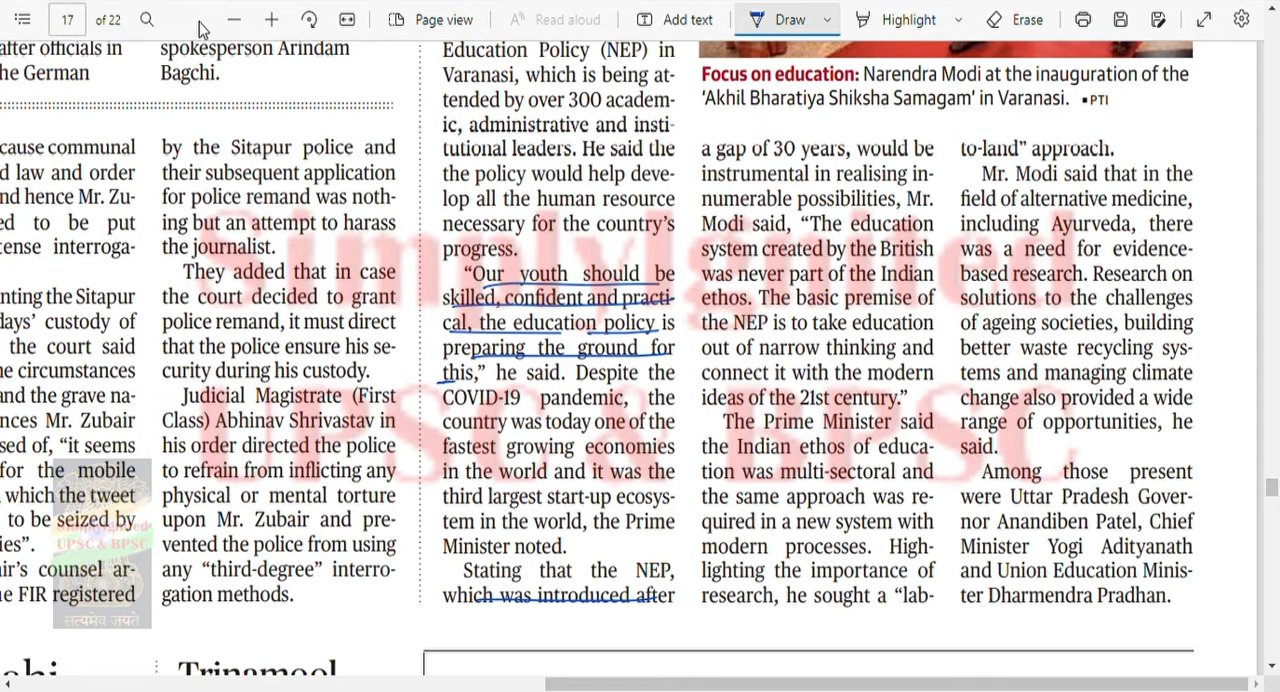 17 of 22
Page view
Read aloud
Add text
Draw
Highlight
Erase
after officials in
he German
cause communal
d law and order
nd hence Mr. Zu-
ed to be put
tense interroga-
nting the Sitapur
days’ custody of
the court said
he circumstances
and the grave na-
nces Mr. Zubair
sed of, “it seems
for the mobile
which the tweet
to be seized by
ies”.
ir’s counsel ar-
he FIR registered
spokesperson Arindam
Bagchi.
by the Sitapur police and
their subsequent application
for police remand was noth-
ing but an attempt to harass
the journalist.
They added that in case
the court decided to grant
police remand, it must direct
that the police ensure his se-
curity during his custody.
Judicial Magistrate (First
Class) Abhinav Shrivastav in
his order directed the police
to refrain from inflicting any
physical or mental torture
upon Mr. Zubair and pre-
vented the police from using
any “third-degree” interro-
gation methods.
Education Policy (NEP) in
Varanasi, which is being at-
tended by over 300 academ-
ic, administrative and insti-
tutional leaders. He said the
the policy would help deve-
lop all the human resource
necessary for the country’s
progress.
“Our youth should be
skilled, confident and practi-
cal, the education policy is
preparing the ground for
this,” he said. Despite the
COVID-19 pandemic, the
country was today one of the
fastest growing economies
in the world and it was the
third largest start-up ecosys-
tem in the world, the Prime
Minister noted.
Stating that the NEP,
which was introduced after
Focus on education: Narendra Modi at the inauguration of the
‘Akhil Bharatiya Shiksha Samagam’ in Varanasi. ▪PTI
a gap of 30 years, would be
instrumental in realising in-
numerable possibilities, Mr.
Modi said, “The education
system created by the British
was never part of the Indian
ethos. The basic premise of
the NEP is to take education
out of narrow thinking and
connect it with the modern
ideas of the 21st century.”
The Prime Minister said
the Indian ethos of educa-
tion was multi-sectoral and
the same approach was re-
quired in a new system with
modern processes. High-
lighting the importance of
research, he sought a “lab-
to-land” approach.
Mr. Modi said that in the
field of alternative medicine,
including Ayurveda, there
was a need for evidence-
based research. Research on
solutions to the challenges
of ageing societies, building
better waste recycling sys-
tems and managing climate
change also provided a wide
range of opportunities, he
said.
Among those present
were Uttar Pradesh Gover-
nor Anandiben Patel, Chief
Minister Yogi Adityanath
and Union Education Minis-
ter Dharmendra Pradhan.
SimplyIgnited
UPSC & BPSC
SimplyIgnited
UPSC & BPSC
सत्यमेव जयते
Trinamool